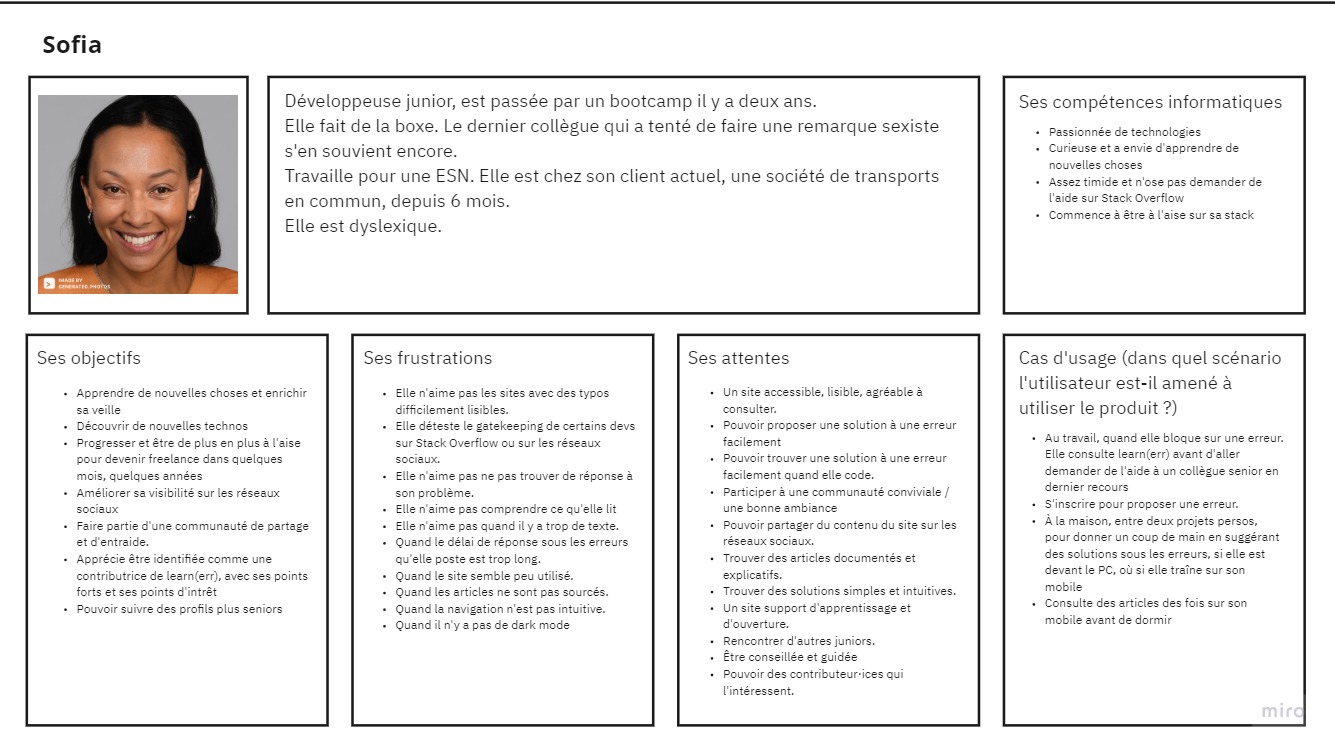 Sofia
IMAGE BY
GENERATED.PHOTOS
Développeuse junior, est passée par un bootcamp il y a deux ans.
Elle fait de la boxe. Le dernier collègue qui a tenté de faire une remarque sexiste
s'en souvient encore.
Travaille pour une ESN. Elle est chez son client actuel, une société de transports
en commun, depuis 6 mois.
Elle est dyslexique.
Ses compétences informatiques
• Passionnée de technologies
• Curieuse et a envie d'apprendre de
nouvelles choses
• Assez timide et n'ose pas demander de
l'aide sur Stack Overflow
• Commence à être à l'aise sur sa stack
Ses objectifs
• Apprendre de nouvelles choses et enrichir
sa veille
• Découvrir de nouvelles technos
• Progresser et être de plus en plus à l'aise
pour devenir freelance dans quelques
mois, quelques années
• Améliorer sa visibilité sur les réseaux
sociaux
• Faire partie d'une communauté de partage
et d'entraide.
• Apprécie être identifiée comme une
contributrice de learn(err), avec ses points
forts et ses points d'intrêt
• Pouvoir suivre des profils plus seniors
Ses frustrations
• Elle n'aime pas les sites avec des typos
difficilement lisibles.
• Elle déteste le gatekeeping de certains devs
sur Stack Overflow ou sur les réseaux
sociaux.
• Elle n'aime pas ne pas trouver de réponse à
son problème.
• Elle n'aime pas comprendre ce qu'elle lit
• Elle n'aime pas quand il y a trop de texte.
• Quand le délai de réponse sous les erreurs
qu'elle poste est trop long.
• Quand le site semble peu utilisé.
• Quand les articles ne sont pas sourcés.
• Quand la navigation n'est pas intuitive.
• Quand il n'y a pas de dark mode
Ses attentes
• Un site accessible, lisible, agréable à
consulter.
• Pouvoir proposer une solution à une erreur
facilement
• Pouvoir trouver une solution à une erreur
facilement quand elle code.
• Participer à une communauté conviviale /
une bonne ambiance
• Pouvoir partager du contenu du site sur les
réseaux sociaux.
• Trouver des articles documentés et
explicatifs.
• Trouver des solutions simples et intuitives.
• Un site support d'apprentissage et
d'ouverture.
• Rencontrer d'autres juniors.
• Être conseillée et guidée
• Pouvoir des contributeur·ices qui
l'intéressent.
Cas d'usage (dans quel scénario
l'utilisateur est-il amené à
utiliser le produit ?)
• Au travail, quand elle bloque sur une erreur.
Elle consulte learn(err) avant d'aller
demander de l'aide à un collègue senior en
dernier recours
• S'inscrire pour proposer une erreur.
• À la maison, entre deux projets persos,
pour donner un coup de main en suggérant
des solutions sous les erreurs, si elle est
devant le PC, où si elle traîne sur son
mobile
• Consulte des articles des fois sur son
mobile avant de dormir
miro